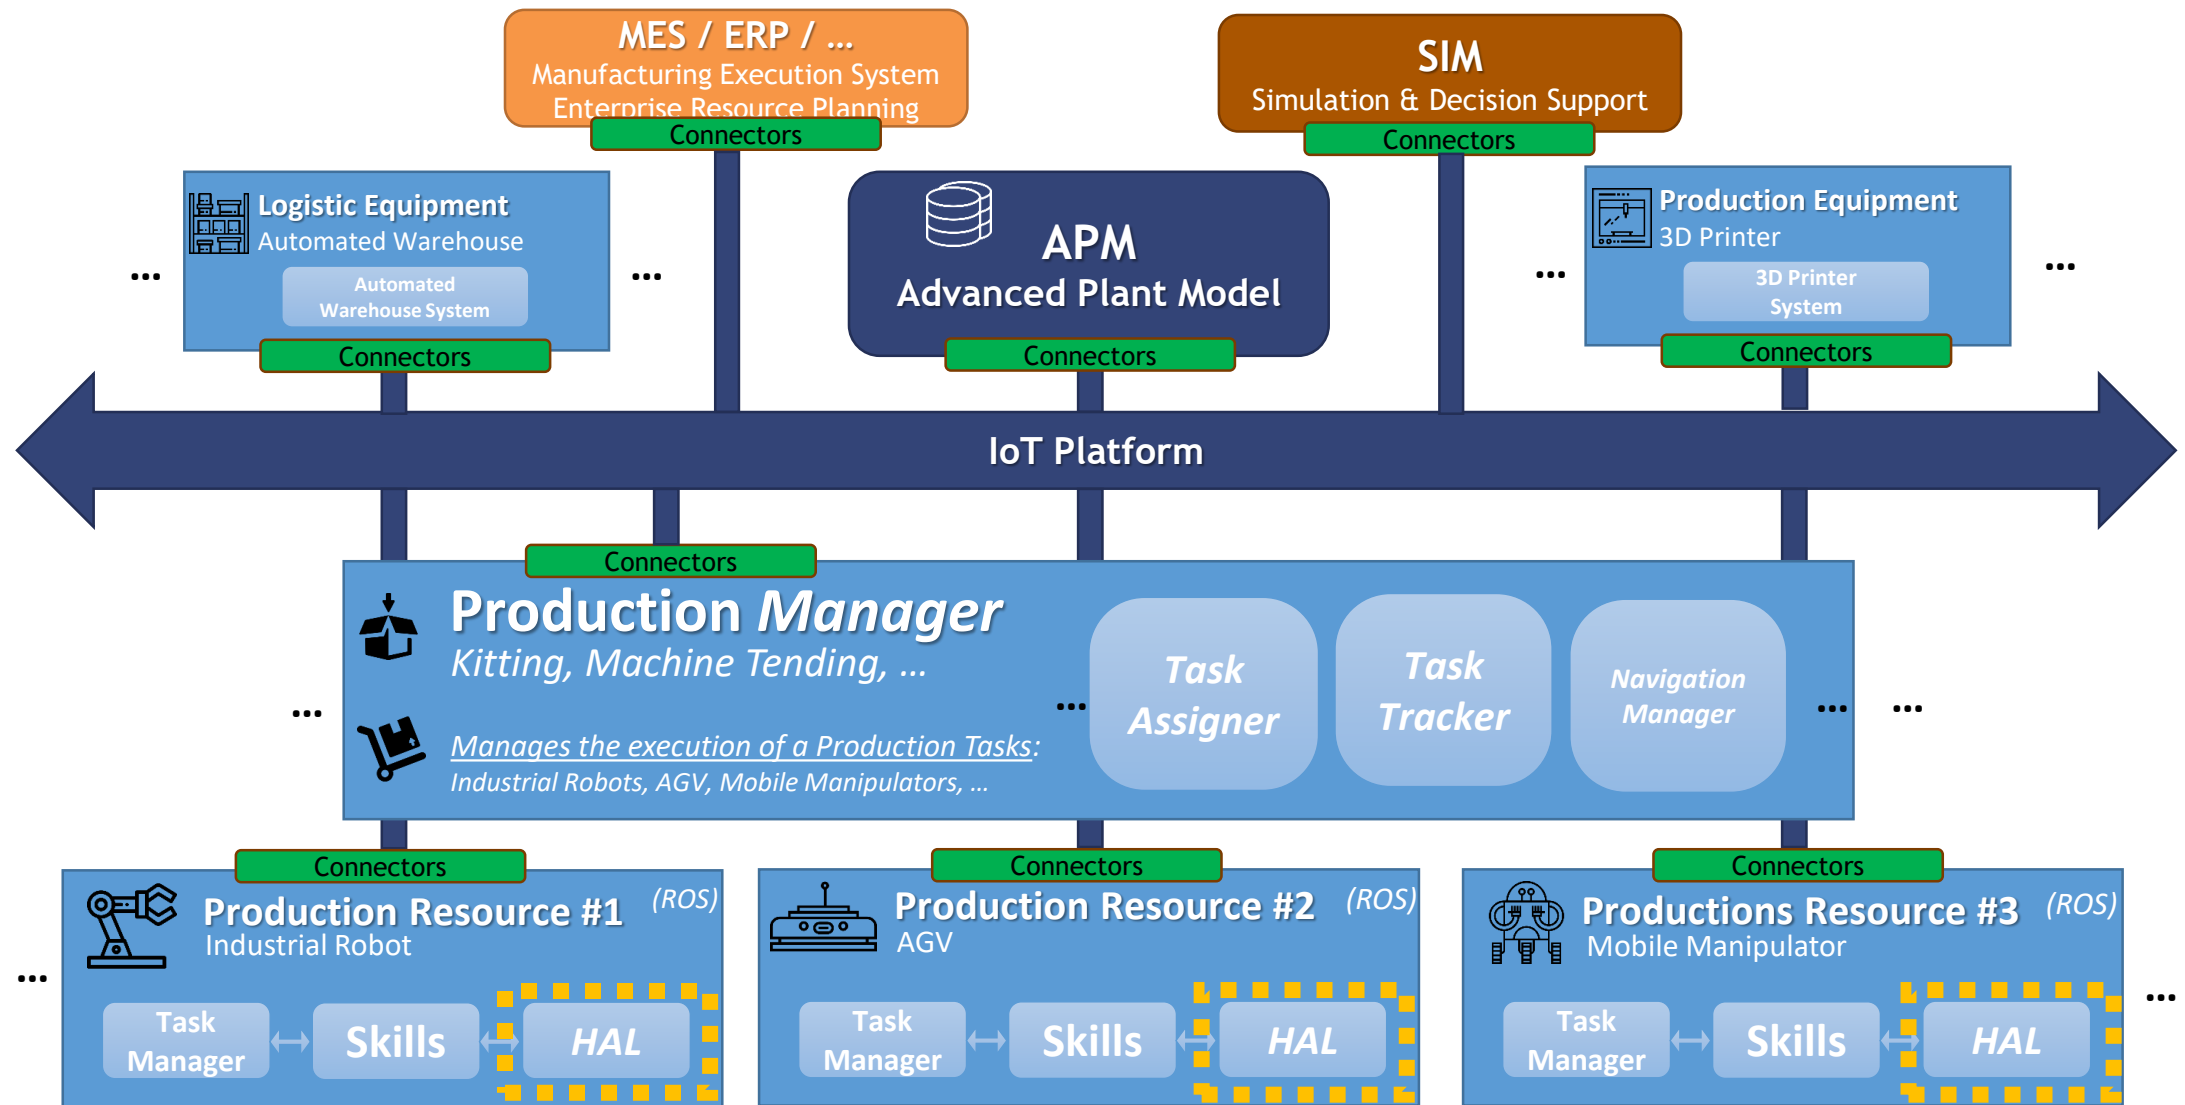 MES / ERP / …
Manufacturing Execution System
Enterprise Resource Planning
Connectors
SIM
Simulation & Decision Support
Connectors
Logistic Equipment
Automated Warehouse
Automated
Warehouse System
Connectors
...
...
APM
Advanced Plant Model
Connectors
Production Equipment
3D Printer
3D Printer
System
Connectors
...
...
IoT Platform
Connectors
Production Manager
Kitting, Machine Tending, …
Manages the execution of a Production Tasks:
Industrial Robots, AGV, Mobile Manipulators, …
...
...
Task
Assigner
Task
Tracker
Navigation
Manager
...
...
Connectors
Production Resource #1
(ROS)
Industrial Robot
...
Task
Manager
Skills
HAL
Connectors
Production Resource #2
(ROS)
AGV
Task
Manager
Skills
HAL
Connectors
Productions Resource #3
(ROS)
Mobile Manipulator
Task
Manager
Skills
HAL
...